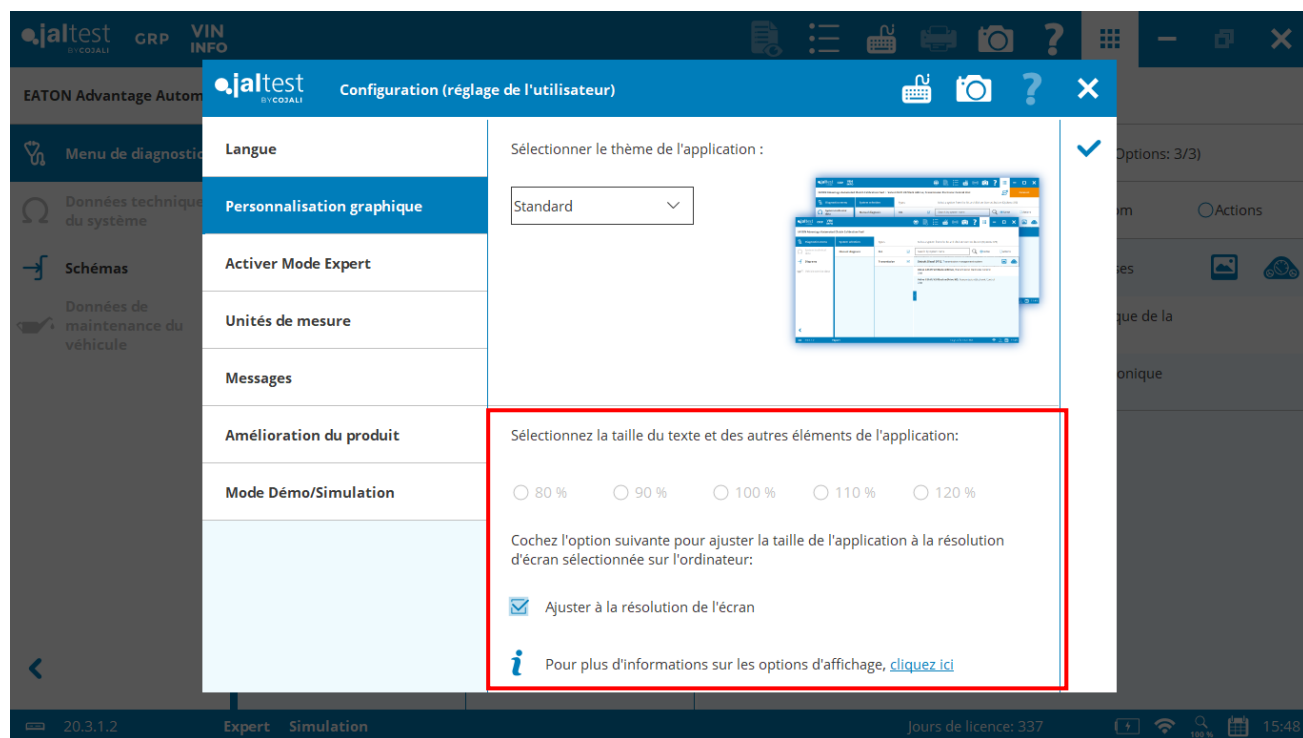 jaltest
BY COJALI
GRP
VIN
INFO
EATON Advantage Autom
Menu de diagnostic
Données technique
du système
Schémas
Données de
maintenance du
véhicule
jaltest
BY COJALI
Configuration (réglage de l'utilisateur)
Langue
Personnalisation graphique
Activer Mode Expert
Unités de mesure
Messages
Amélioration du produit
Mode Démo/Simulation
Sélectionner le thème de l'application :
Standard
Sélectionnez la taille du texte et des autres éléments de l'application:
80 % 90 % 100 % 110 % 120 %
Cochez l'option suivante pour ajuster la taille de l'application à la résolution
d'écran sélectionnée sur l'ordinateur:
Ajuster à la résolution de l'écran
Pour plus d'informations sur les options d'affichage, cliquez ici
Options: 3/3)
om
Actions
ses
que de la
onique
20.3.1.2
Expert Simulation
Jours de licence: 337
100 %
15:48